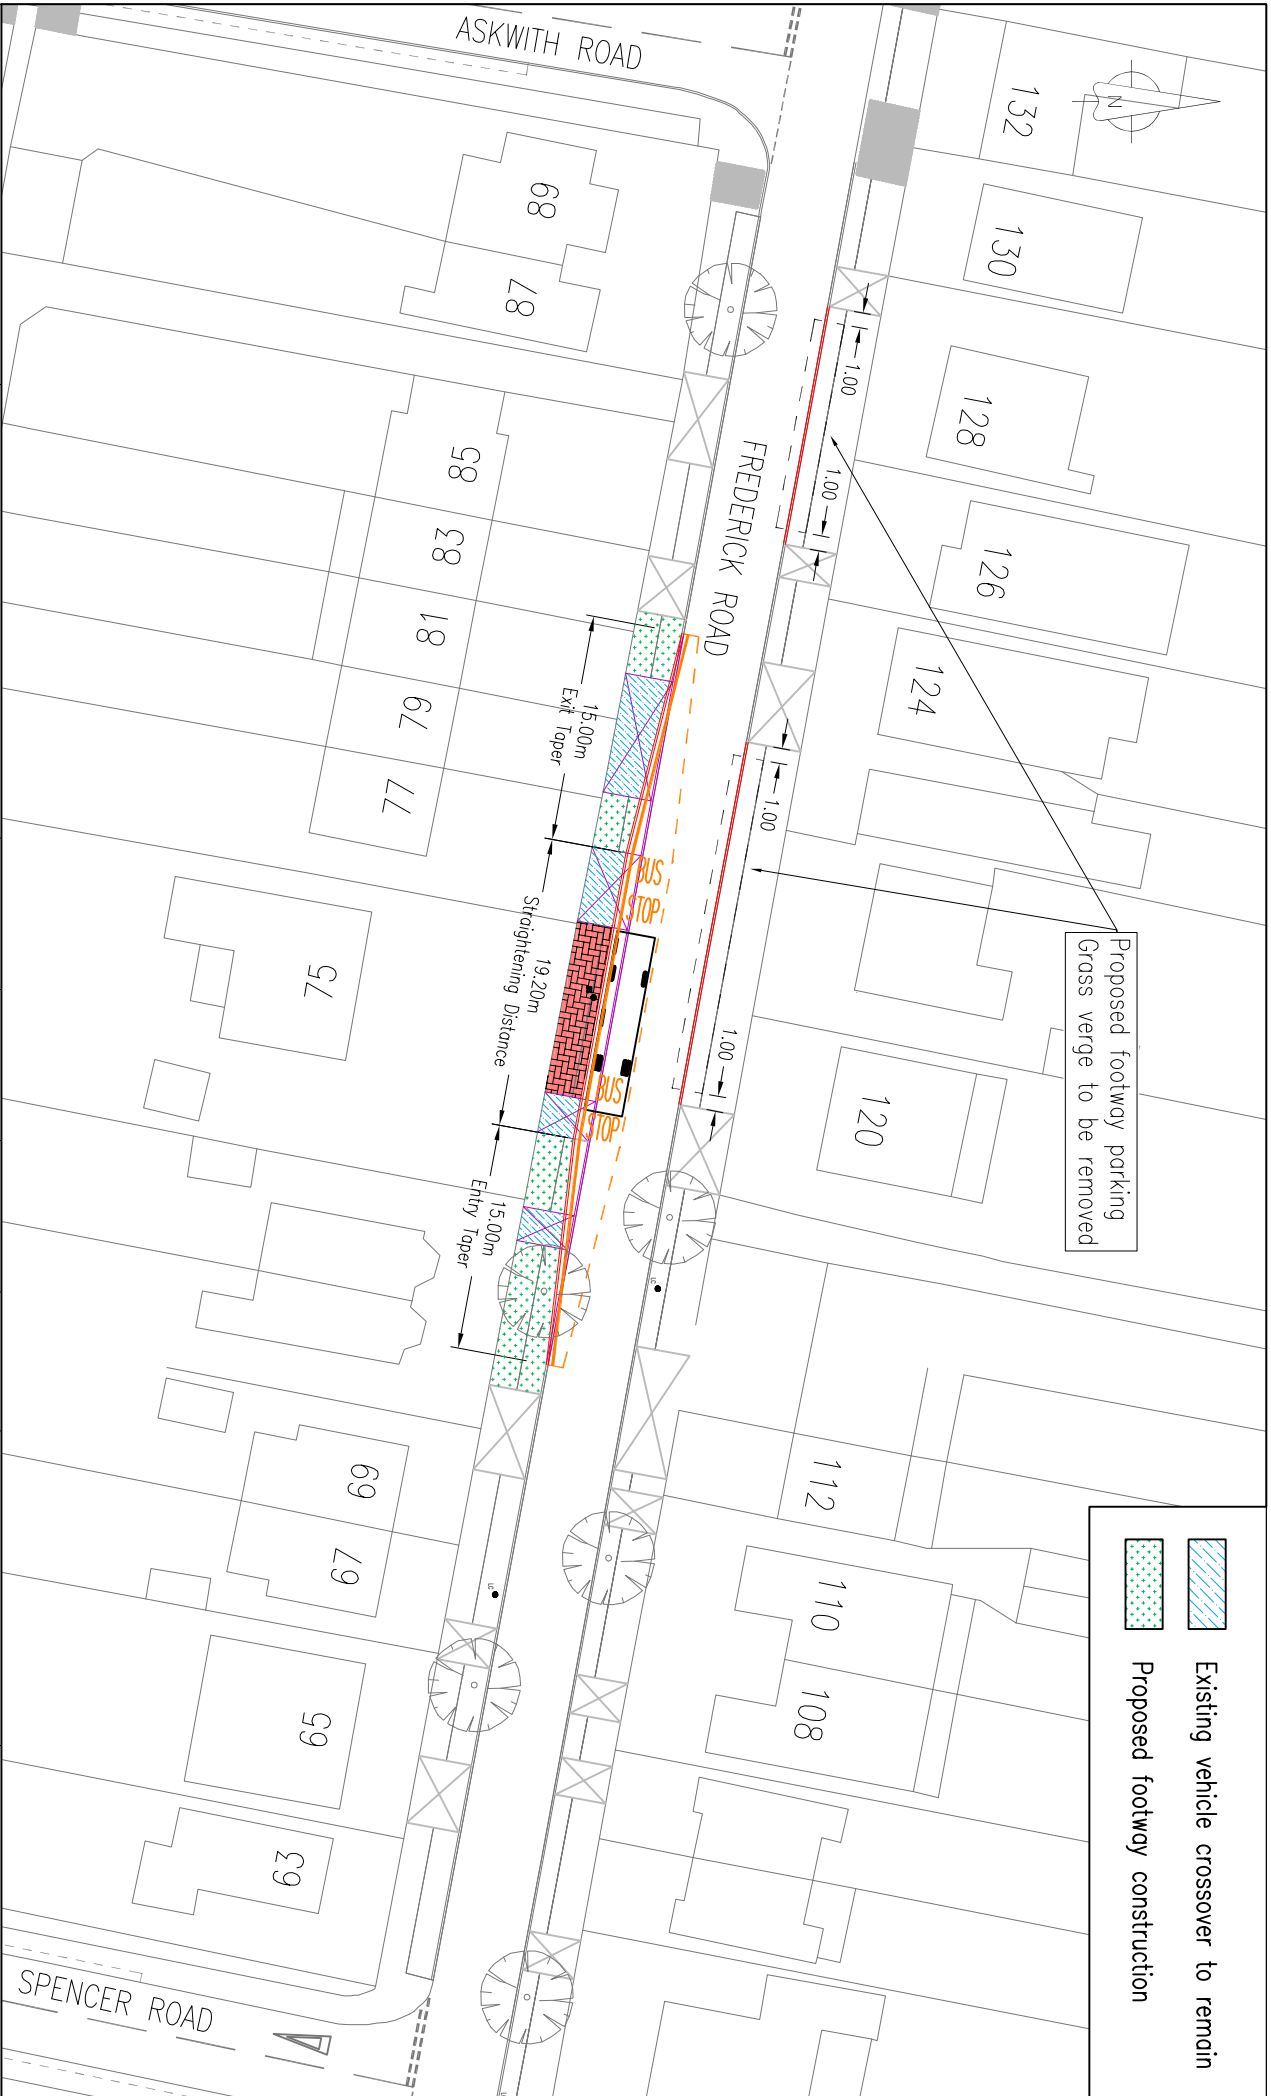 ASKWITH ROAD
N
132
130
128
126
124
120
112
110
108
1.00
1.00
1.00
1.00
FREDERICK ROAD
Proposed footway parking
Grass verge to be removed
68
87
85
83
81
79
77
75
69
67
65
63
15.00m
Exit Taper
19.20m
Straightening Distance
15.00m
Entry Taper
BUS
STOP
BUS
STOP
LC
LC
Existing vehicle crossover to remain
Proposed footway construction
SPENCER ROAD